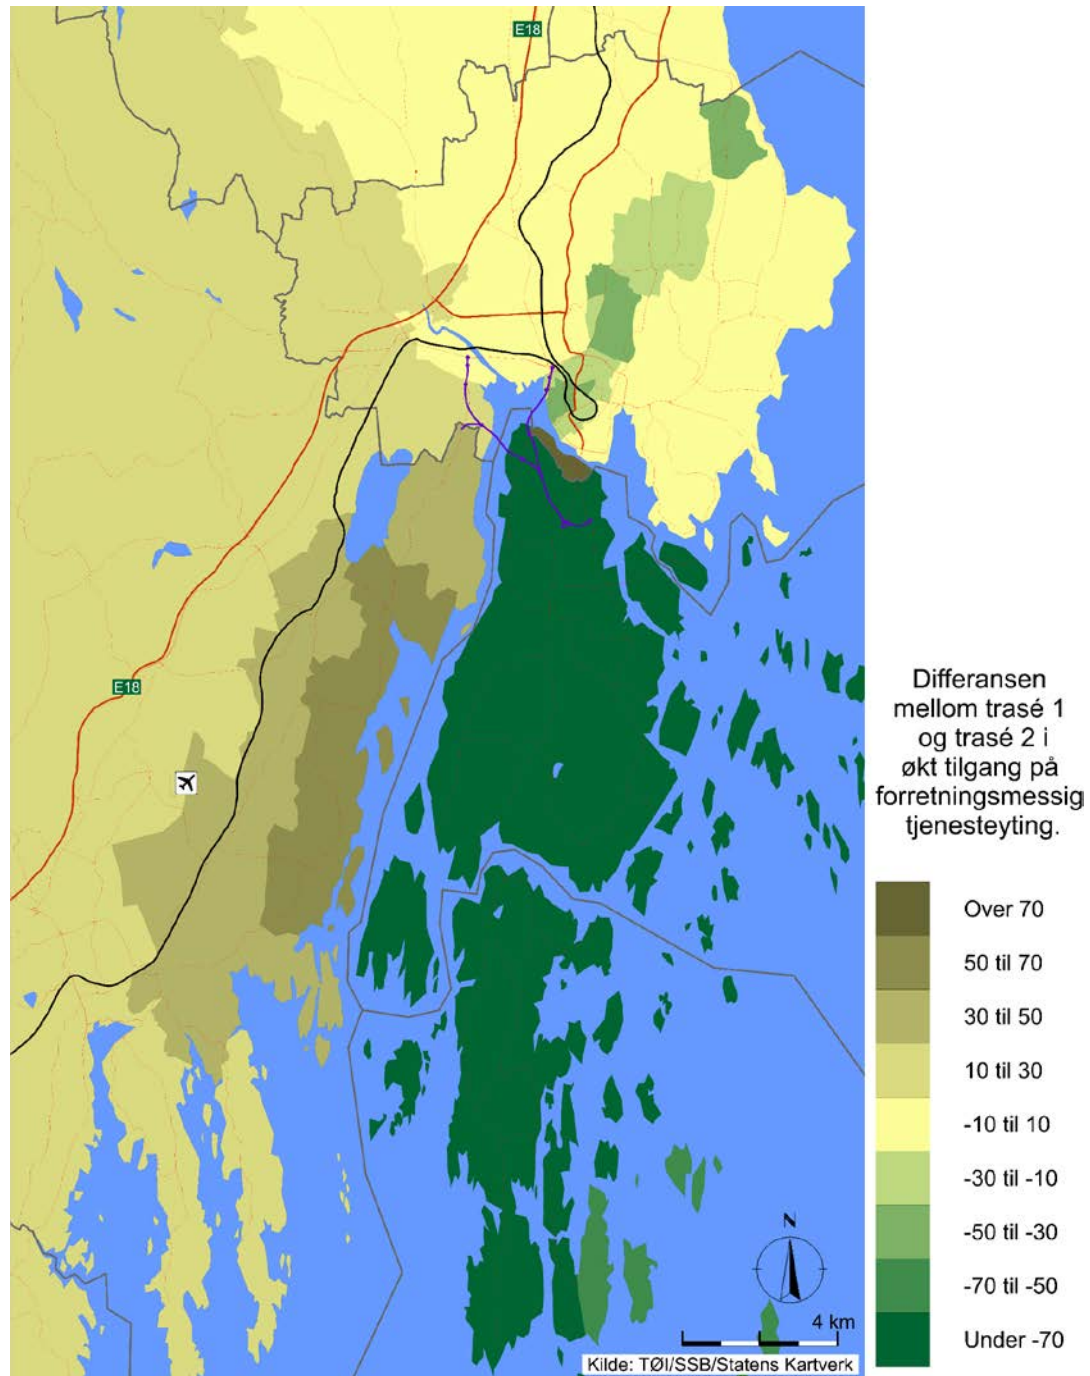 E18
E18
Differansen
mellom trasé 1
og trasé 2 i
økt tilgang på
forretningsmessig
tjenesteyting.
Over 70
50 til 70
30 til 50
10 til 30
-10 til 10
-30 til -10
-50 til -30
-70 til -50
Under -70
N
4 km
Kilde: TØI/SSB/Statens Kartverk